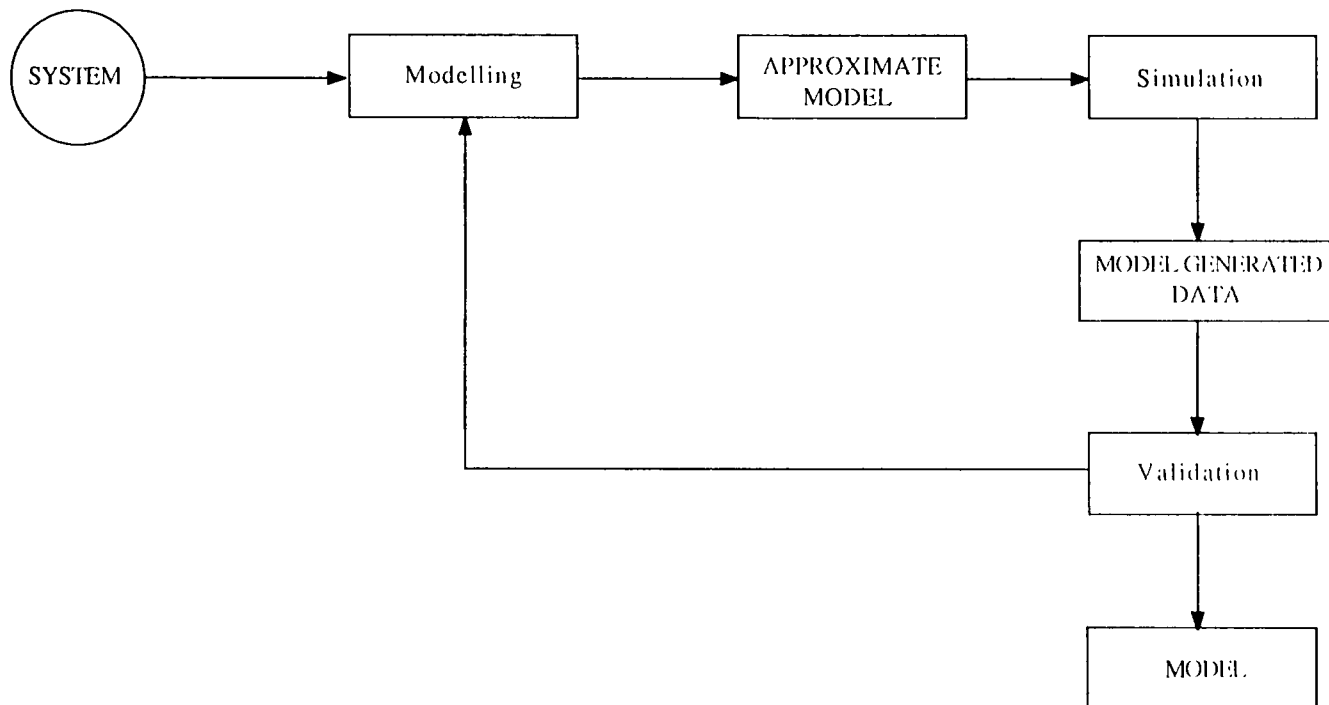 SYSTEM
Modelling
APPROXIMATE
MODEL
Simulation
MODEL GENERATED
DATA
Validation
MODEL